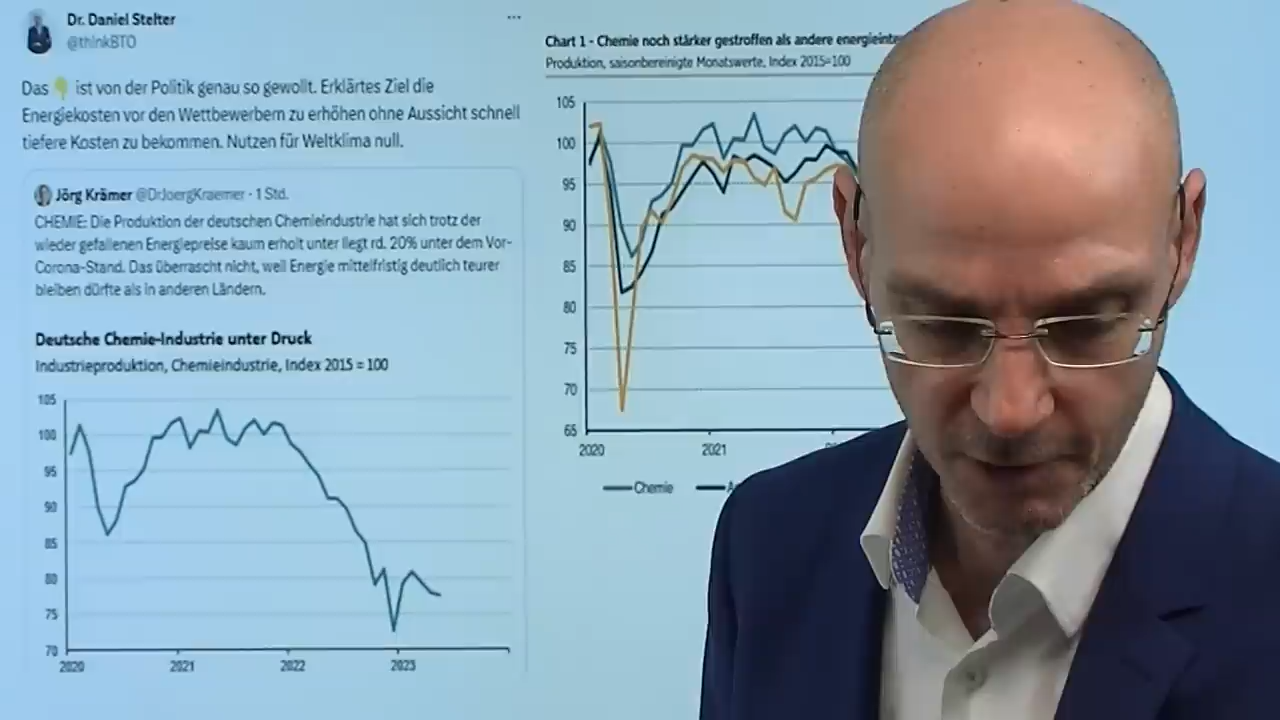 Dr. Daniel Stelter
@thinkBTO
...
Das 👇 ist von der Politik genau so gewollt. Erklärtes Ziel die
Energiekosten vor den Wettbewerbern zu erhöhen ohne Aussicht schnell
tiefere Kosten zu bekommen. Nutzen für Weltklima null.
Jörg Krämer @DrJoergKraemer · 1 Std.
CHEMIE: Die Produktion der deutschen Chemieindustrie hat sich trotz der
wieder gefallenen Energiepreise kaum erholt unter liegt rd. 20% unter dem Vor-
Corona-Stand. Das überrascht nicht, weil Energie mittelfristig deutlich teurer
bleiben dürfte als in anderen Ländern.
Deutsche Chemie-Industrie unter Druck
Industrieproduktion, Chemieindustrie, Index 2015 = 100
105
100
95
90
85
80
75
70
2020 2021 2022 2023
Chart 1 - Chemie noch stärker gestroffen als andere
Produktion, saisonbereinigte Monatswerte, Index 2015=100
105
100
95
90
85
80
75
70
65
2020 2021
Chemie